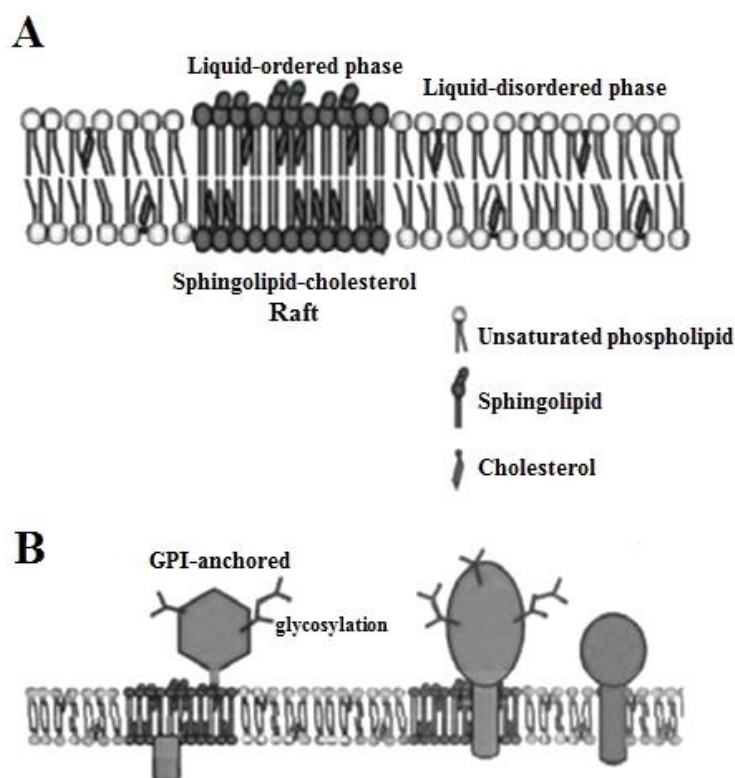 A
Liquid-ordered phase
Liquid-disordered phase
Sphingolipid-cholesterol
Raft
Unsaturated phospholipid
Sphingolipid
Cholesterol
B
GPI-anchored
glycosylation